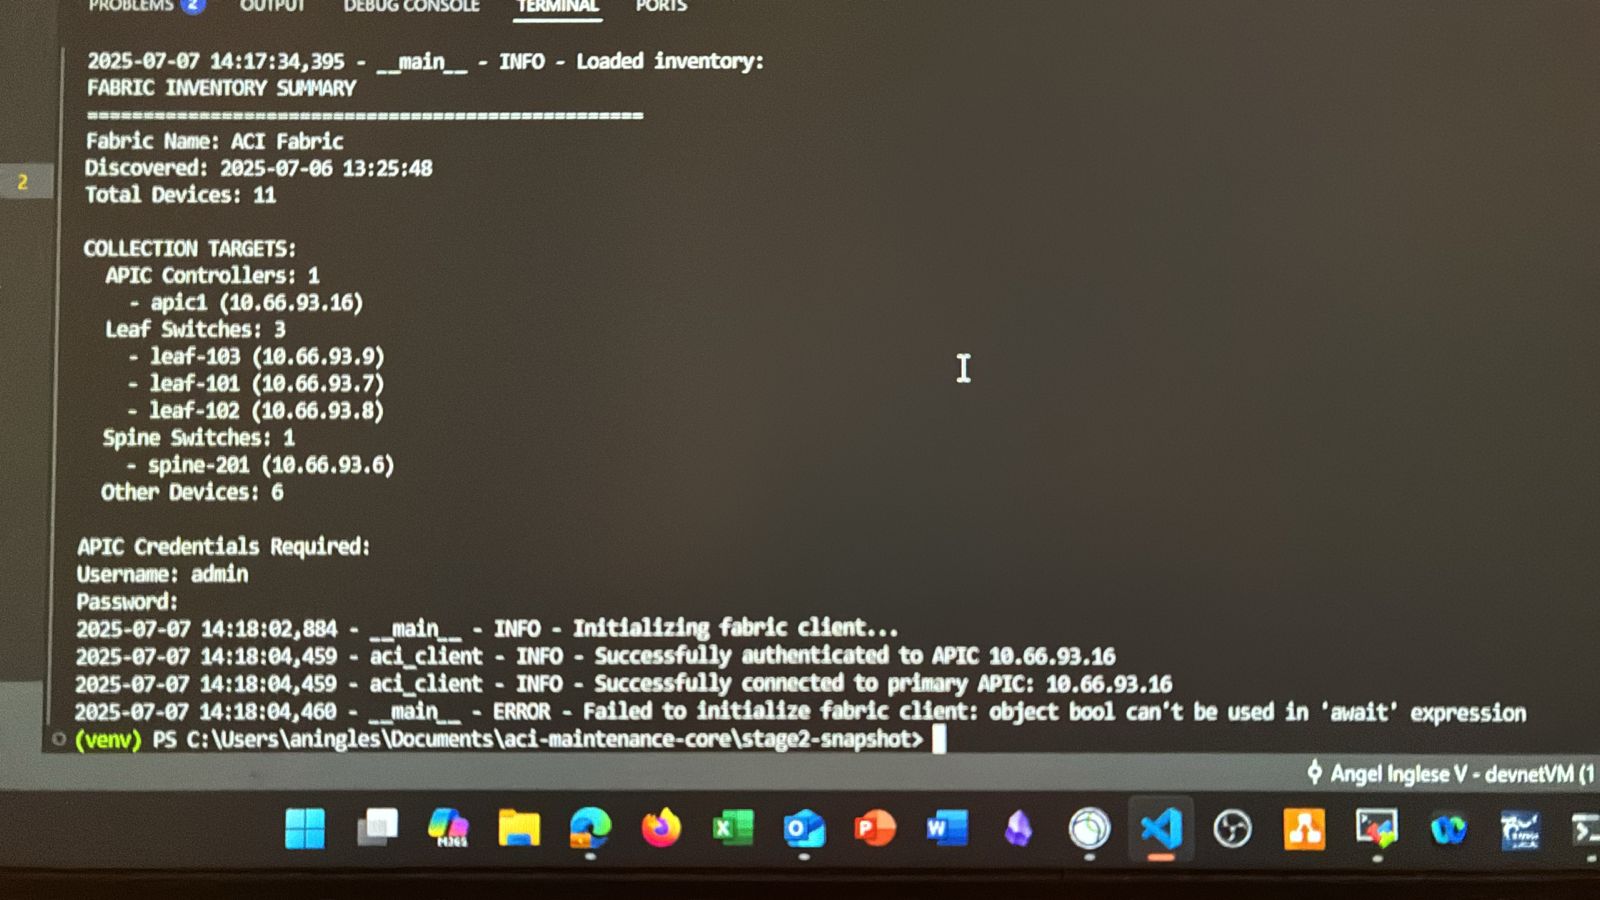 PROBLEMS 2 OUTPUT DEBUG CONSOLE TERMINAL PORTS
2025-07-07 14:17:34,395 - __main__ - INFO - Loaded inventory:
FABRIC INVENTORY SUMMARY
==================================================
Fabric Name: ACI Fabric
Discovered: 2025-07-06 13:25:48
2
Total Devices: 11
COLLECTION TARGETS:
APIC Controllers: 1
- apic1 (10.66.93.16)
Leaf Switches: 3
- leaf-103 (10.66.93.9)
- leaf-101 (10.66.93.7)
- leaf-102 (10.66.93.8)
Spine Switches: 1
- spine-201 (10.66.93.6)
Other Devices: 6
APIC Credentials Required:
Username: admin
Password:
2025-07-07 14:18:02,884 - __main__ - INFO - Initializing fabric client...
2025-07-07 14:18:04,459 - aci_client - INFO - Successfully authenticated to APIC 10.66.93.16
2025-07-07 14:18:04,459 - aci_client - INFO - Successfully connected to primary APIC: 10.66.93.16
2025-07-07 14:18:04,460 - __main__ - ERROR - Failed to initialize fabric client: object bool can't be used in 'await' expression
(venv) PS C:\Users\aningles\Documents\aci-maintenance-core\stage2-snapshot>
Angel Inglese V - devnetVM (1
M365